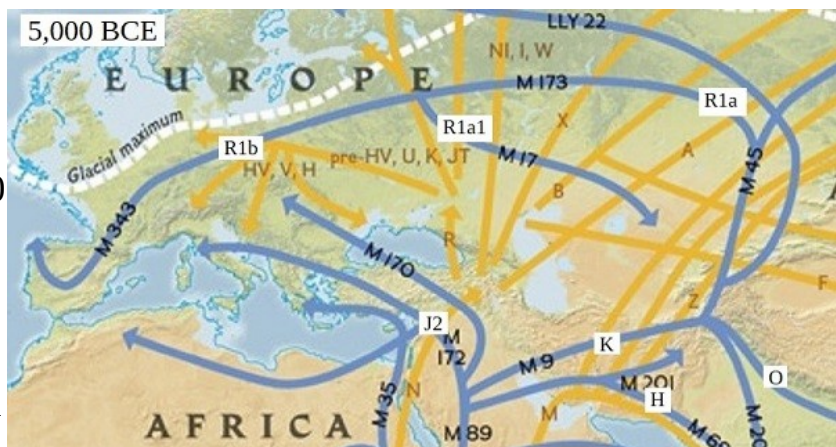 5,000 BCE
LLY 22
NI, I, W
EUROPE
M 173
R1a
Glacial maximum
R1b
R1a1
X
pre-HV, U, K, JT
M 17
A
HV, V, H
M 45
B
M 343
R
M 170
F
Z
J2
M
172
K
M 9
O
M 201
H
M 35
N
M
AFRICA
M 89